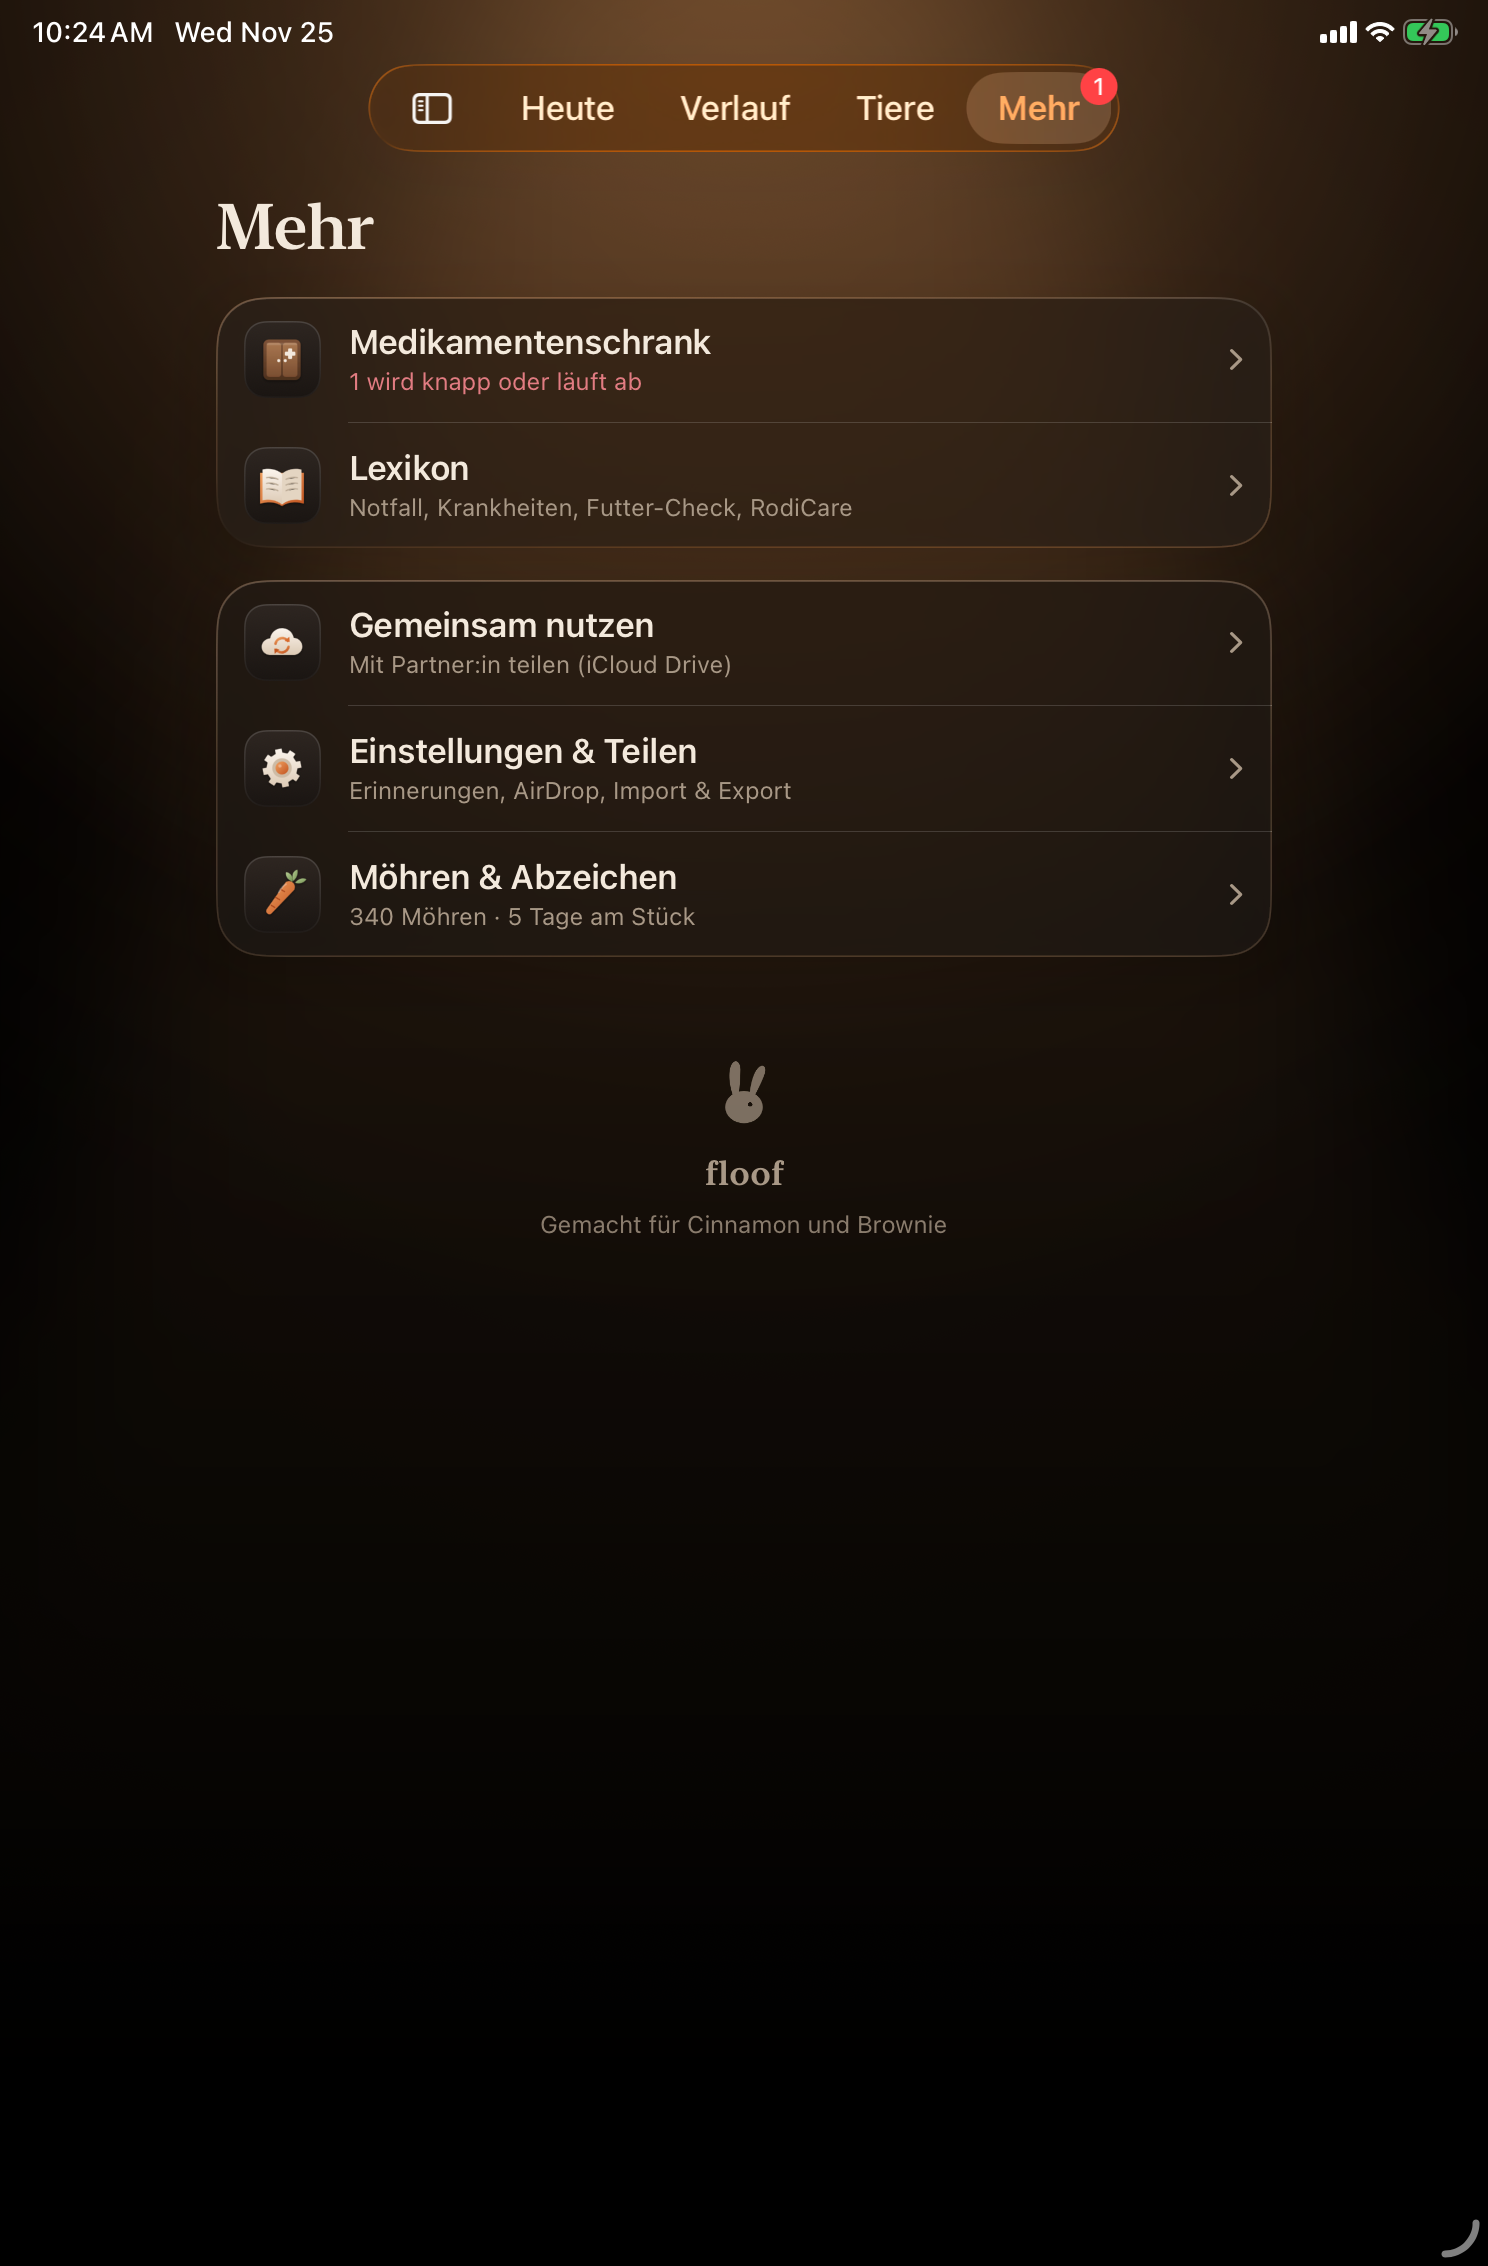 10:24 AM Wed Nov 25
Heute Verlauf Tiere Mehr 1
Mehr
Medikamentenschrank
1 wird knapp oder läuft ab
Lexikon
Notfall, Krankheiten, Futter-Check, RodiCare
Gemeinsam nutzen
Mit Partner:in teilen (iCloud Drive)
Einstellungen & Teilen
Erinnerungen, AirDrop, Import & Export
Möhren & Abzeichen
340 Möhren · 5 Tage am Stück
floof
Gemacht für Cinnamon und Brownie